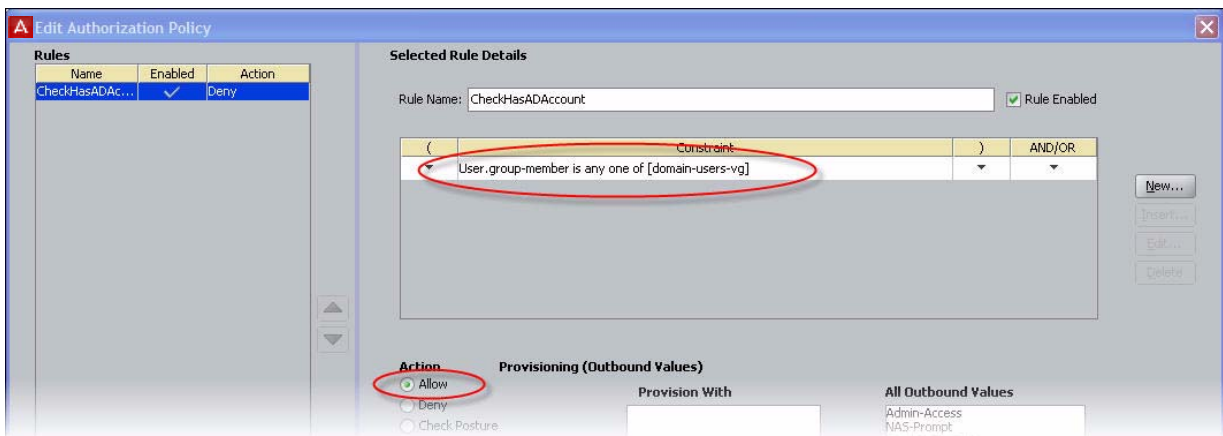 Edit Authorization Policy
Rules
Name Enabled Action
CheckHasADAc... Deny
Selected Rule Details
Rule Name: CheckHasADAccount Rule Enabled
( Constraint ) AND/OR
User.group-member is any one of [domain-users-vg]
New...
Insert...
Edit...
Delete
Action Provisioning (Outbound Values)
Allow
Provision With All Outbound Values
Deny
Admin-Access
Check Posture
NAS-Prompt